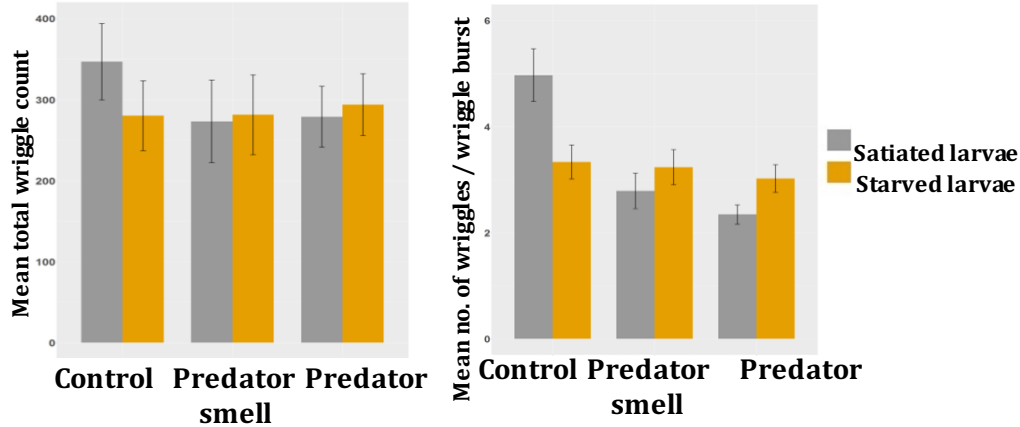 Mean total wriggle count
400
300
200
100
0
Control Predator Predator
smell
Mean no. of wriggles / wriggle burst
6
4
2
0
Control Predator Predator
smell
Satiated larvae
Starved larvae